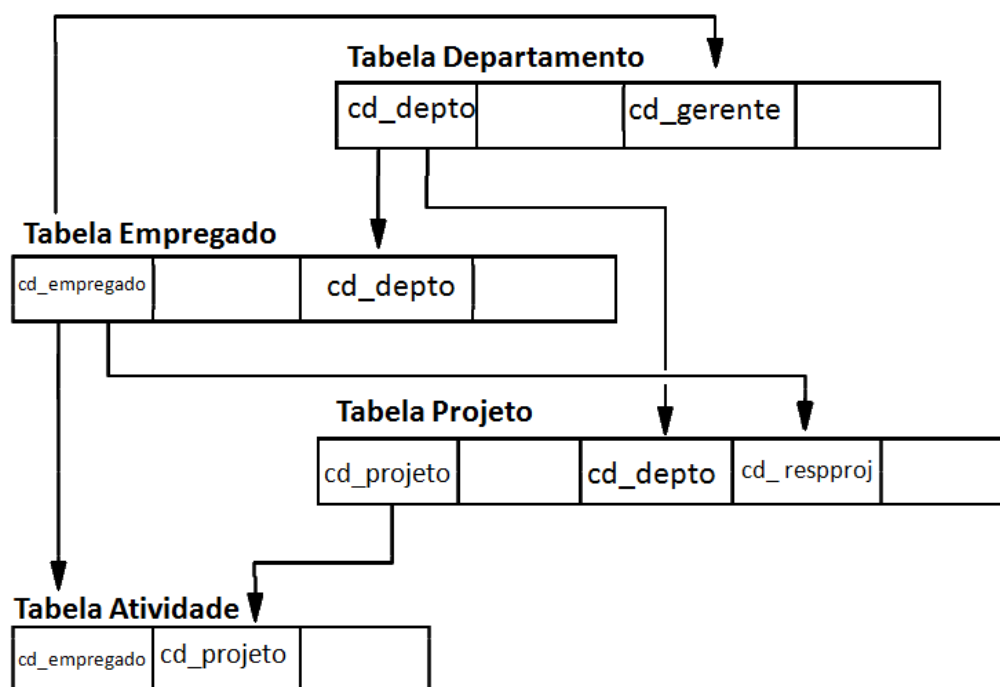 Tabela Departamento
cd_depto cd_gerente
Tabela Empregado
cd_empregado cd_depto
Tabela Projeto
cd_projeto cd_depto cd_ respproj
Tabela Atividade
cd_empregado cd_projeto